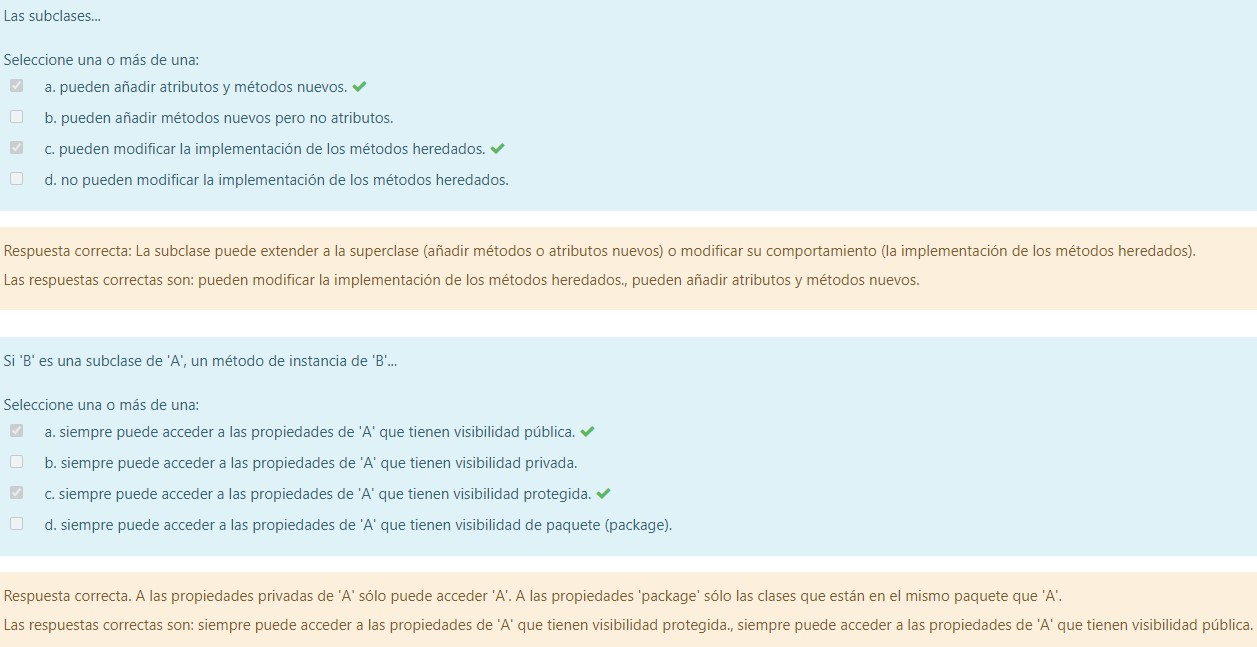 Las subclases...
Seleccione una o más de una:
a. pueden añadir atributos y métodos nuevos.
b. pueden añadir métodos nuevos pero no atributos.
c. pueden modificar la implementación de los métodos heredados.
d. no pueden modificar la implementación de los métodos heredados.
Respuesta correcta: La subclase puede extender a la superclase (añadir métodos o atributos nuevos) o modificar su comportamiento (la implementación de los métodos heredados).
Las respuestas correctas son: pueden modificar la implementación de los métodos heredados., pueden añadir atributos y métodos nuevos.
Si 'B' es una subclase de 'A', un método de instancia de 'B'...
Seleccione una o más de una:
a. siempre puede acceder a las propiedades de 'A' que tienen visibilidad pública.
b. siempre puede acceder a las propiedades de 'A' que tienen visibilidad privada.
c. siempre puede acceder a las propiedades de 'A' que tienen visibilidad protegida.
d. siempre puede acceder a las propiedades de 'A' que tienen visibilidad de paquete (package).
Respuesta correcta. A las propiedades privadas de 'A' sólo puede acceder 'A'. A las propiedades 'package' sólo las clases que están en el mismo paquete que 'A'.
Las respuestas correctas son: siempre puede acceder a las propiedades de 'A' que tienen visibilidad protegida., siempre puede acceder a las propiedades de 'A' que tienen visibilidad pública.